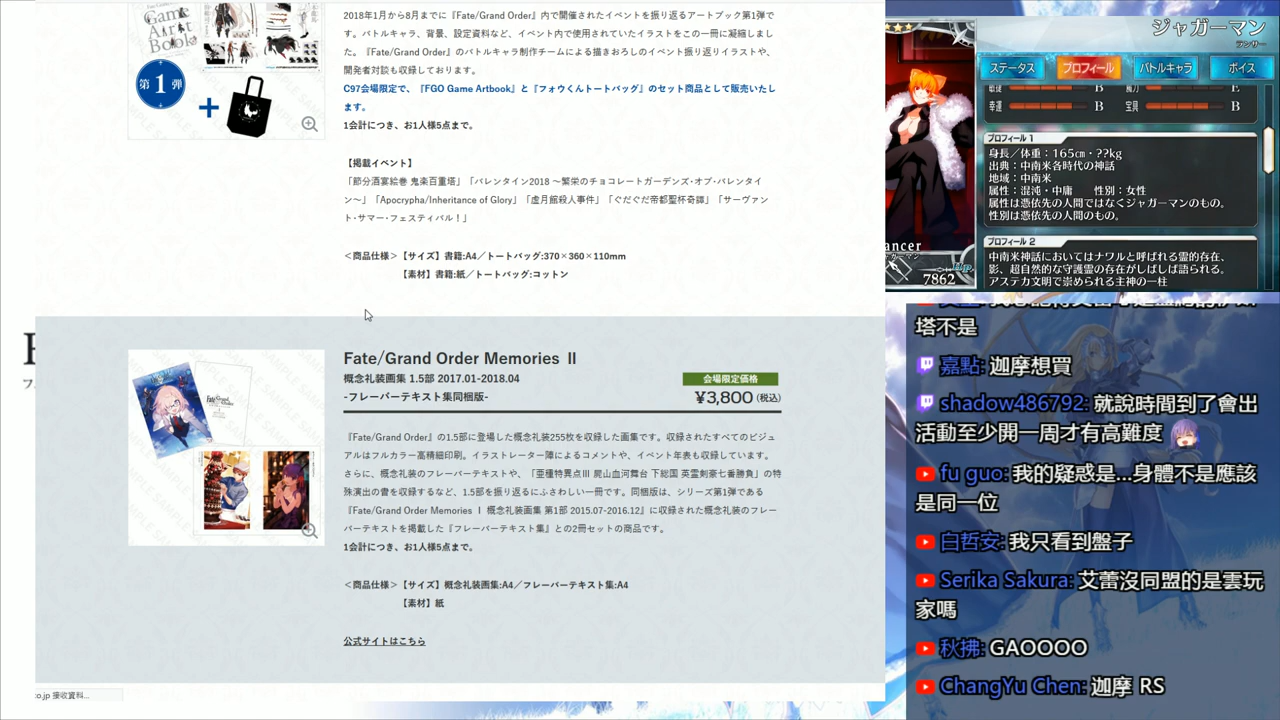 Game
Art
Book
第1弾
2018年1月から8月までに『Fate/Grand Order』内で開催されたイベントを振り返るアートブック第1弾で
す。バトルキャラ、背景、設定資料など、イベント内で使用されていたイラストをこの一冊に凝縮しまし
た。『Fate/Grand Order』のバトルキャラ制作チームによる描きおろしのイベント振り返りイラストや、
開発者対談も収録しております。
C97会場限定で、『FGO Game Artbook』と『フォウくんトートバッグ』のセット商品として販売いたし
ます。
1会計につき、お1人様5点まで。
【掲載イベント】
「節分酒宴絵巻 鬼楽百重塔」「バレンタイン2018 ～繁栄のチョコレートガーデンズ･オブ･バレンタイ
ン～」「Apocrypha/Inheritance of Glory」「虚月館殺人事件」「ぐだぐだ帝都聖杯奇譚」「サーヴァン
ト･サマー・フェスティバル！」
＜商品仕様＞【サイズ】書籍:A4／トートバッグ:370×360×110mm
【素材】書籍:紙／トートバッグ:コットン
Fate/Grand Order Memories Ⅱ
概念礼装画集 1.5部 2017.01-2018.04
-フレーバーテキスト集同梱版-
会場限定価格
¥3,800 (税込)
『Fate/Grand Order』の1.5部に登場した概念礼装255枚を収録した画集です。収録されたすべてのビジュ
アルはフルカラー高精細印刷。イラストレーター陣によるコメントや、イベント年表も収録しています。
さらに、概念礼装のフレーバーテキストや、「亜種特異点Ⅲ 屍山血河舞台 下総国 英霊剣豪七番勝負」の特
殊演出の書を収録するなど、1.5部を振り返るにふさわしい一冊です。同梱版は、シリーズ第1弾である
『Fate/Grand Order Memories Ⅰ 概念礼装画集 第1部 2015.07-2016.12』に収録された概念礼装のフレー
バーテキストを掲載した『フレーバーテキスト集』との2冊セットの商品です。
1会計につき、お1人様5点まで。
＜商品仕様＞【サイズ】概念礼装画集:A4／フレーバーテキスト集:A4
【素材】紙
公式サイトはこちら
co.jp 接收資料...
ジャガーマン
ランサー
ステータス
プロフィール
バトルキャラ
ボイス
敏捷 B 魔力 E
幸運 B 宝具 B
プロフィール 1
身長／体重：165㎝・??kg
出典：中南米各時代の神話
地域：中南米
属性：混沌・中庸 性別：女性
属性は憑依先の人間ではなくジャガーマンのもの。
性別は憑依先の人間のもの。
プロフィール 2
中南米神話においてはナワルと呼ばれる霊的存在、
影、超自然的な守護霊の存在がしばしば語られる。
アステカ文明で崇められる主神の一柱
ancer
ジャガーマン
7862
塔不是
嘉點: 迦摩想買
shadow486792: 就說時間到了會出
活動至少開一周才有高難度
fu guo: 我的疑惑是...身體不是應該
是同一位
白哲安: 我只看到盤子
Serika Sakura: 艾蕾沒同盟的是雲玩
家嗎
秋拂: GAOOOO
ChangYu Chen: 迦摩 RS